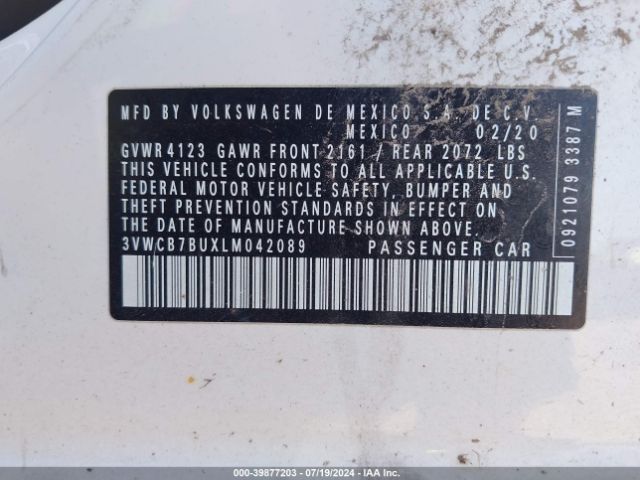 MFD BY VOLKSWAGEN DE MEXICO S.A. DE C.V.
MEXICO 02/20
GVWR 4123 GAWR FRONT 2161 / REAR 2072 LBS
THIS VEHICLE CONFORMS TO ALL APPLICABLE U.S.
FEDERAL MOTOR VEHICLE SAFETY, BUMPER AND
THEFT PREVENTION STANDARDS IN EFFECT ON
THE DATE OF MANUFACTURE SHOWN ABOVE.
3VWCB7BUXLM042089 PASSENGER CAR
0921079 3387 M
000-39877203 - 07/19/2024 - IAA Inc.